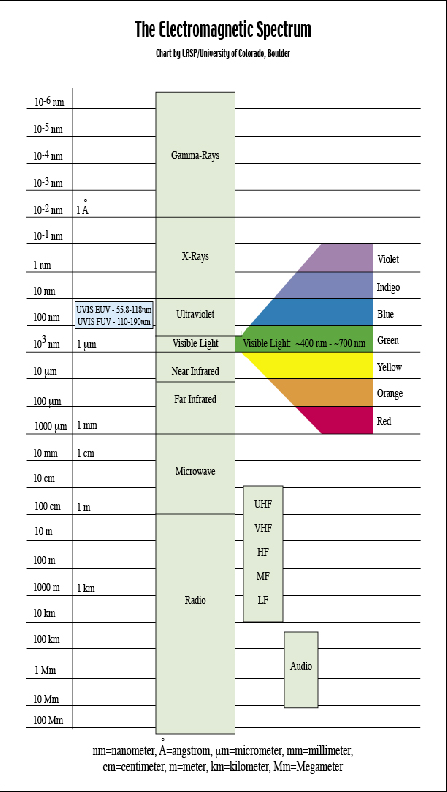 The Electromagnetic Spectrum
Chart by LASP/University of Colorado, Boulder
10-6 nm
10-5 nm
10-4 nm
Gamma-Rays
10-3 nm
10-2 nm
1 Å
10-1 nm
X-Rays
Violet
1 nm
Indigo
10 nm
UVIS EUV - 55.8-118nm
UVIS FUV - 110-190nm
Ultraviolet
Blue
100 nm
10³ nm
1 μm
Visible Light
Visible Light: ~400 nm - ~700 nm
Green
10 μm
Near Infrared
Yellow
100 μm
Far Infrared
Orange
1000 μm
1 mm
Red
10 mm
1 cm
Microwave
10 cm
100 cm
1 m
UHF
10 m
VHF
100 m
HF
1000 m
1 km
MF
10 km
Radio
LF
100 km
1 Mm
Audio
10 Mm
100 Mm
nm=nanometer, Å=angstrom, μm=micrometer, mm=millimeter,
cm=centimeter, m=meter, km=kilometer, Mm=Megameter